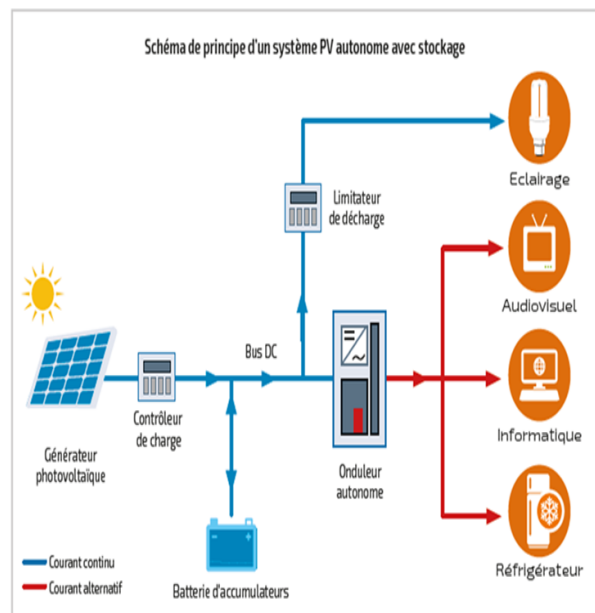 Schéma de principe d'un système PV autonome avec stockage
Eclairage
Limitateur
de décharge
Audiovisuel
Bus DC
Contrôleur
de charge
Informatique
Générateur
photovoltaïque
Onduleur
autonome
Réfrigérateur
Courant continu
Courant alternatif
Batterie d'accumulateurs